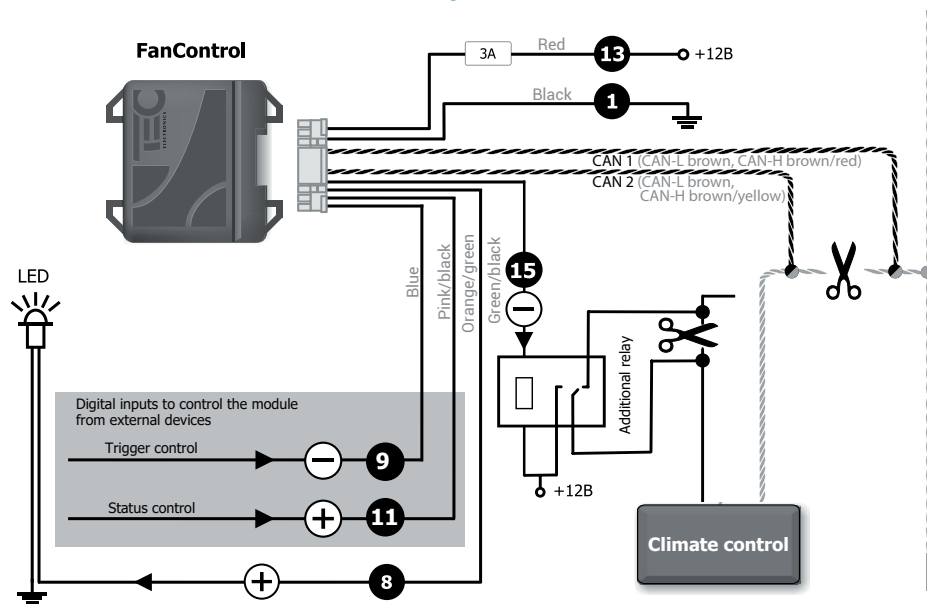 FanControl
TEC
ELECTRONICS
3A
Red
13
+12B
Black
1
CAN 1 (CAN-L brown, CAN-H brown/red)
CAN 2 (CAN-L brown,
CAN-H brown/yellow)
Blue
Pink/black
Orange/green
Green/black
15
LED
Additional relay
+12B
Digital inputs to control the module
from external devices
Trigger control
9
Status control
11
8
Climate control